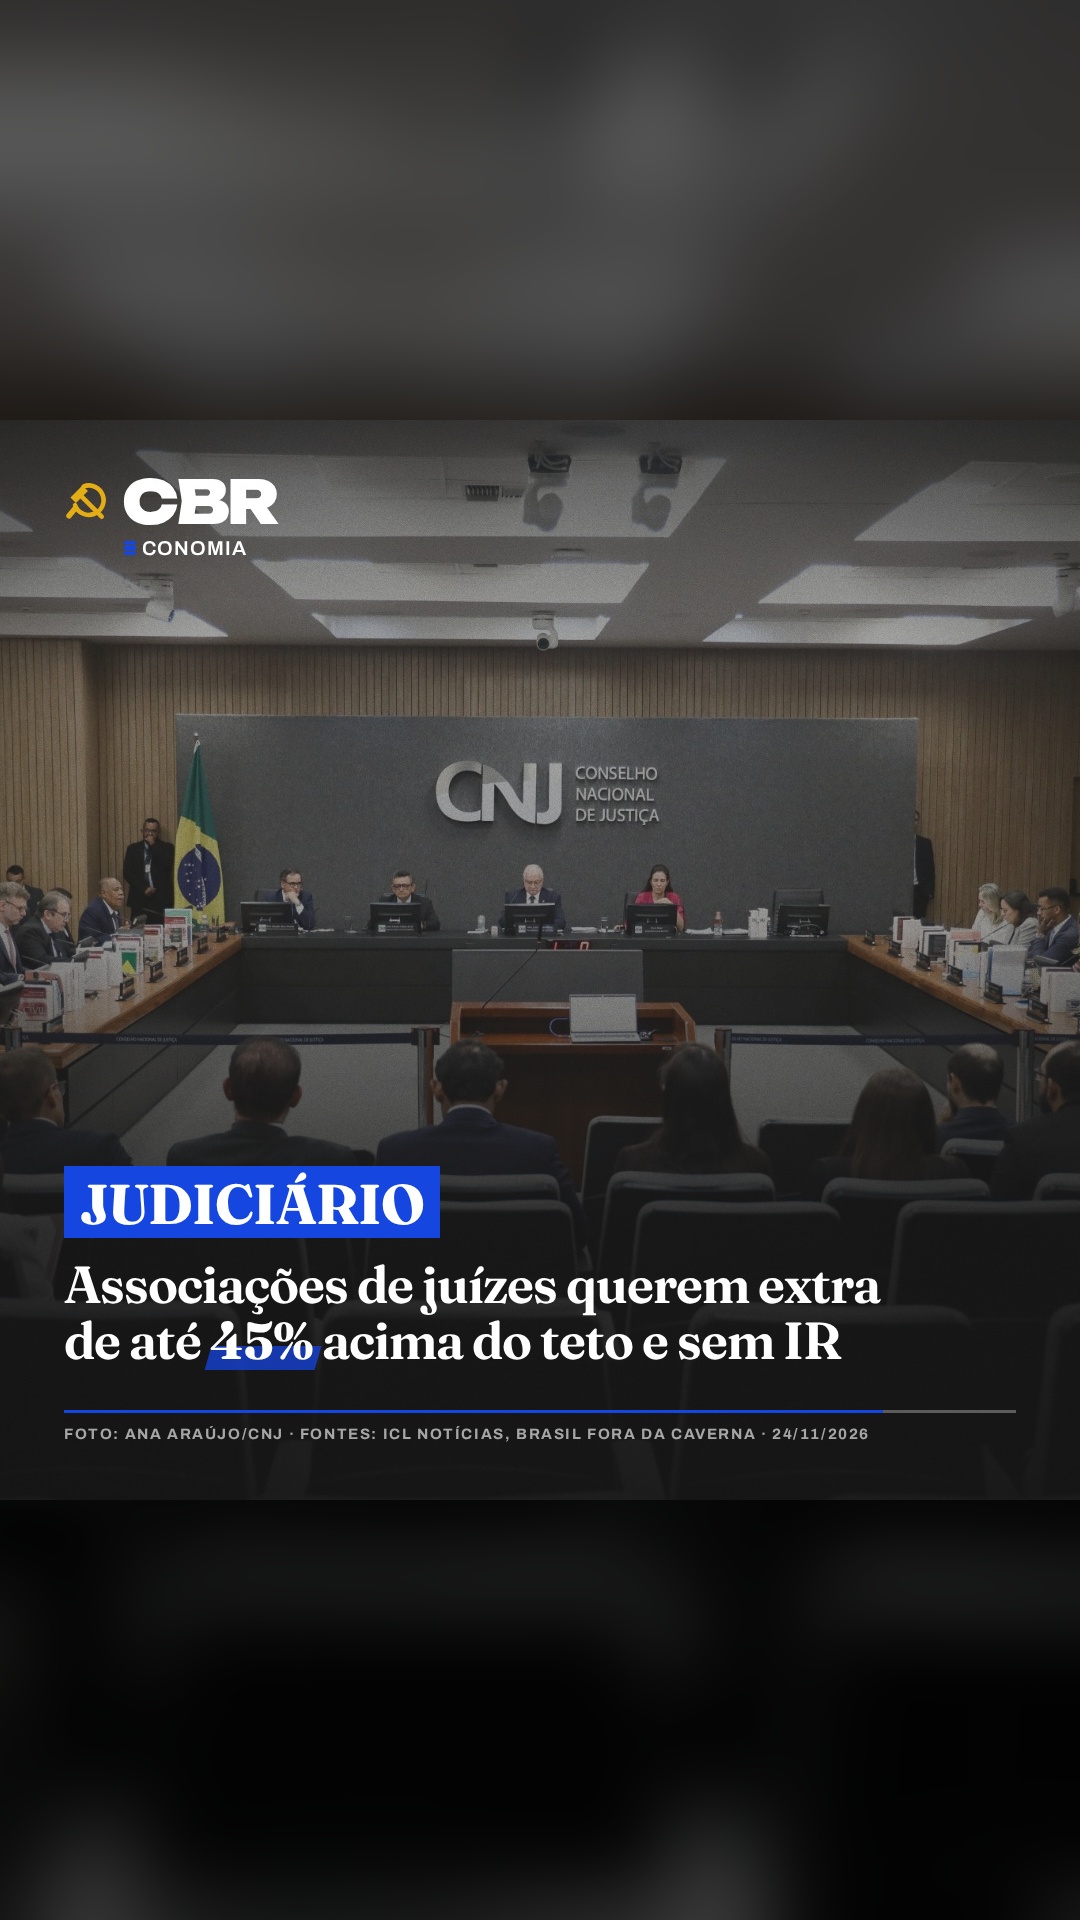 CBR
CONOMIA
CNJ
CONSELHO
NACIONAL
DE JUSTIÇA
JUDICIÁRIO
Associações de juízes querem extra
de até 45% acima do teto e sem IR
FOTO: ANA ARAÚJO/CNJ · FONTES: ICL NOTÍCIAS, BRASIL FORA DA CAVERNA · 24/11/2026